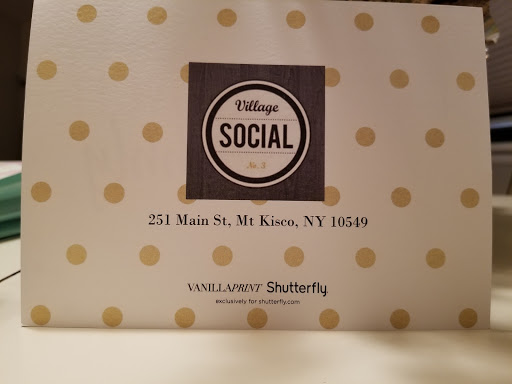 Village
SOCIAL
No. 3
251 Main St, Mt Kisco, NY 10549
VANILLAPRINT Shutterfly.
exclusively for shutterfly.com